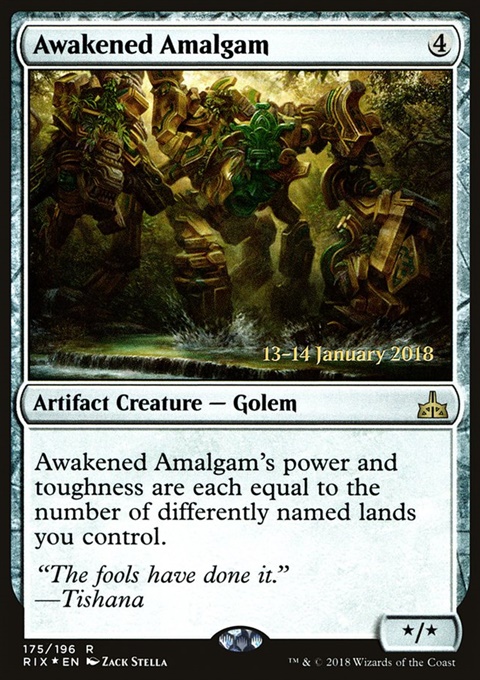 Awakened Amalgam 4
13–14 January 2018
Artifact Creature — Golem
Awakened Amalgam's power and
toughness are each equal to the
number of differently named lands
you control.
"The fools have done it."
—Tishana
★/★
175/196 R
RIX★EN Zack Stella
™ & © 2018 Wizards of the Coast